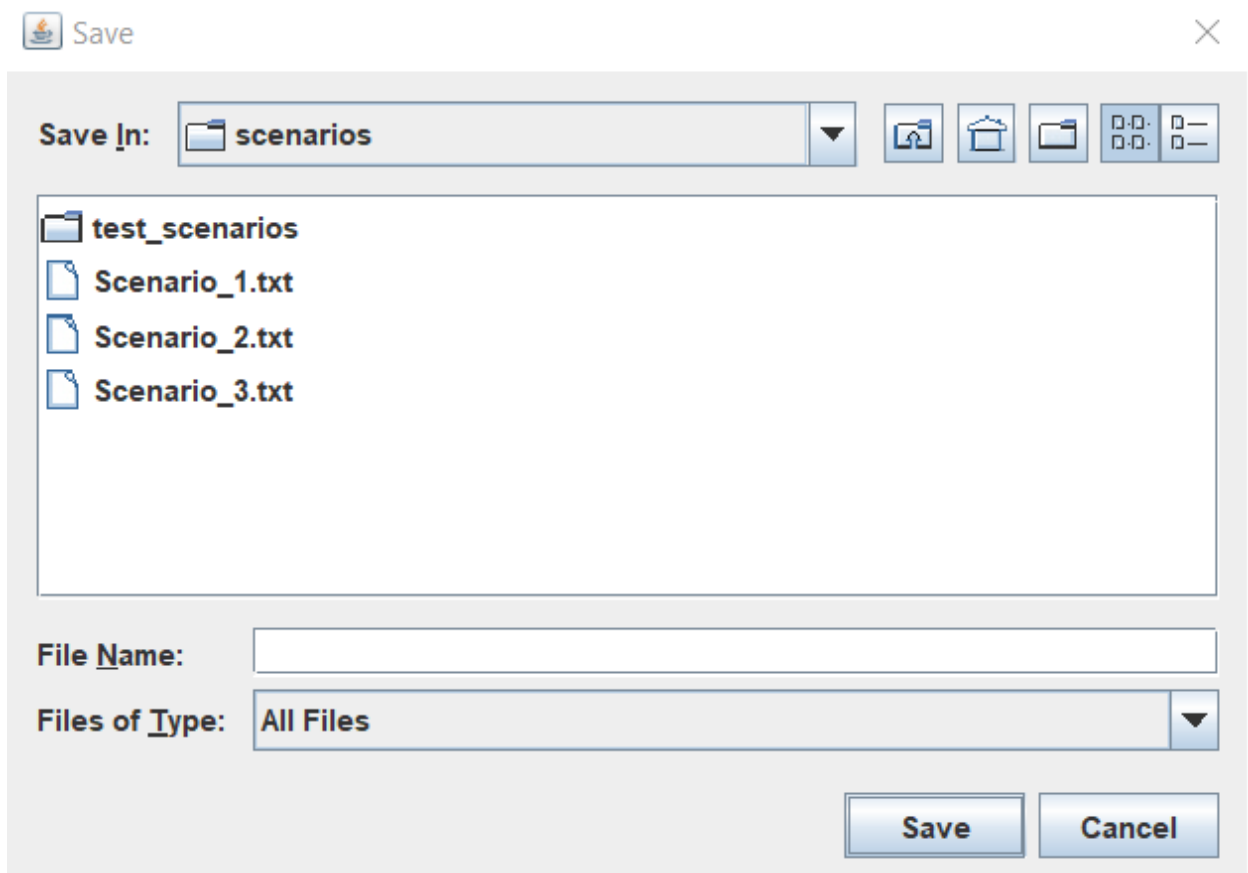 Save
Save In: scenarios
test_scenarios
Scenario_1.txt
Scenario_2.txt
Scenario_3.txt
File Name:
Files of Type: All Files
Save Cancel